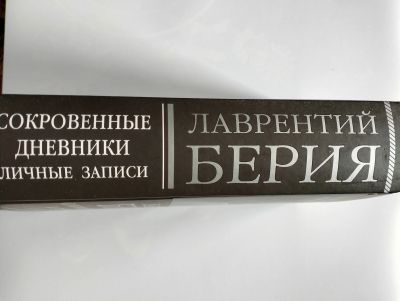 ЛАВРЕНТИЙ
БЕРИЯ
СОКРОВЕННЫЕ
ДНЕВНИКИ
ЛИЧНЫЕ ЗАПИСИ